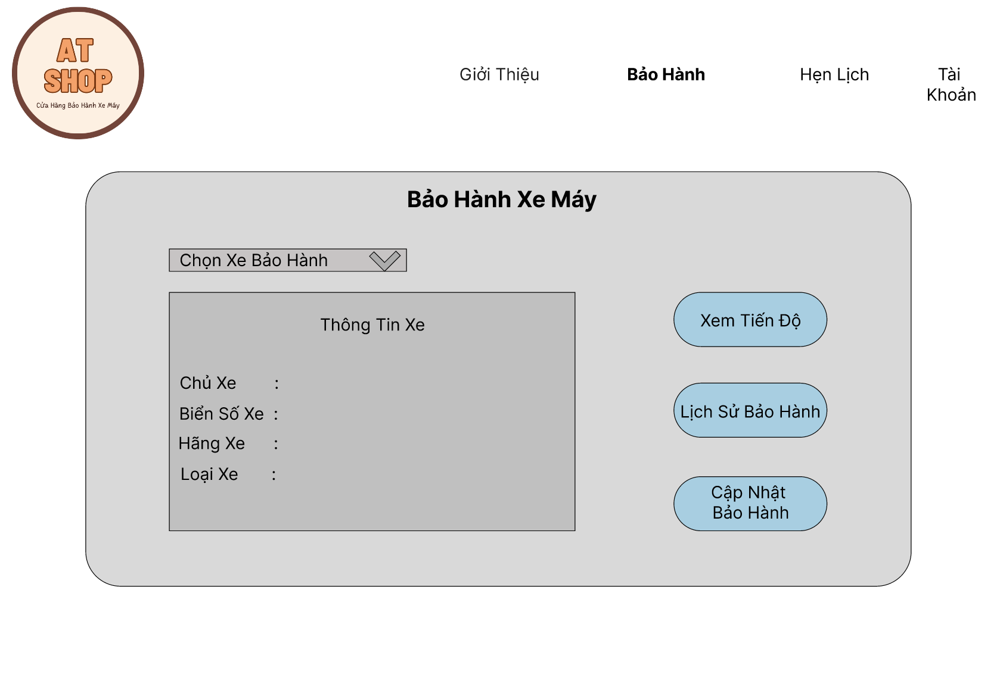 AT
SHOP
Cửa Hàng Bảo Hành Xe Máy
Giới Thiệu
Bảo Hành
Hẹn Lịch
Tài
Khoản
Bảo Hành Xe Máy
Chọn Xe Bảo Hành
Thông Tin Xe
Chủ Xe :
Biển Số Xe :
Hãng Xe :
Loại Xe :
Xem Tiến Độ
Lịch Sử Bảo Hành
Cập Nhật
Bảo Hành